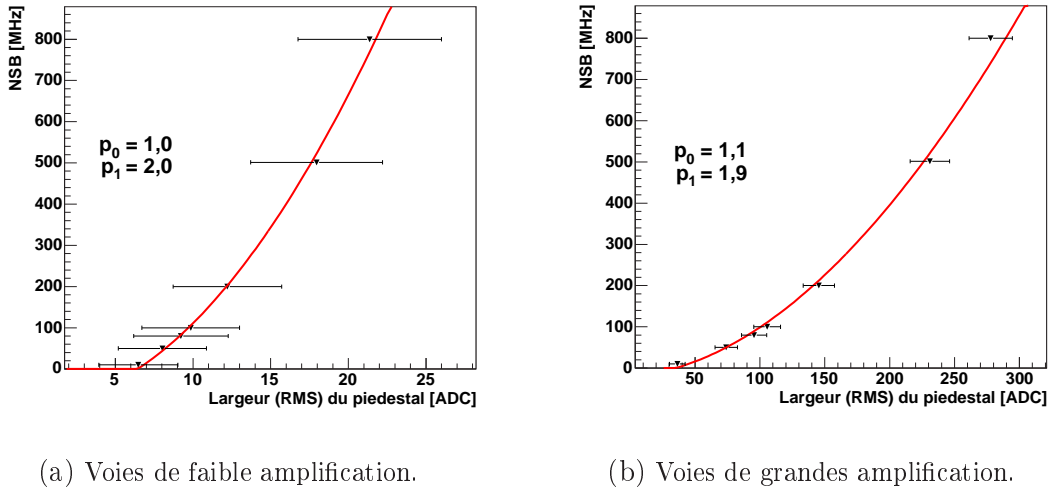 NSB [MHz]
800
700
600
500
400
300
200
100
0
p0 = 1,0
p1 = 2,0
5 10 15 20 25
Largeur (RMS) du piedestal [ADC]
(a) Voies de faible amplification.
NSB [MHz]
800
700
600
500
400
300
200
100
0
p0 = 1,1
p1 = 1,9
50 100 150 200 250 300
Largeur (RMS) du piedestal [ADC]
(b) Voies de grandes amplification.